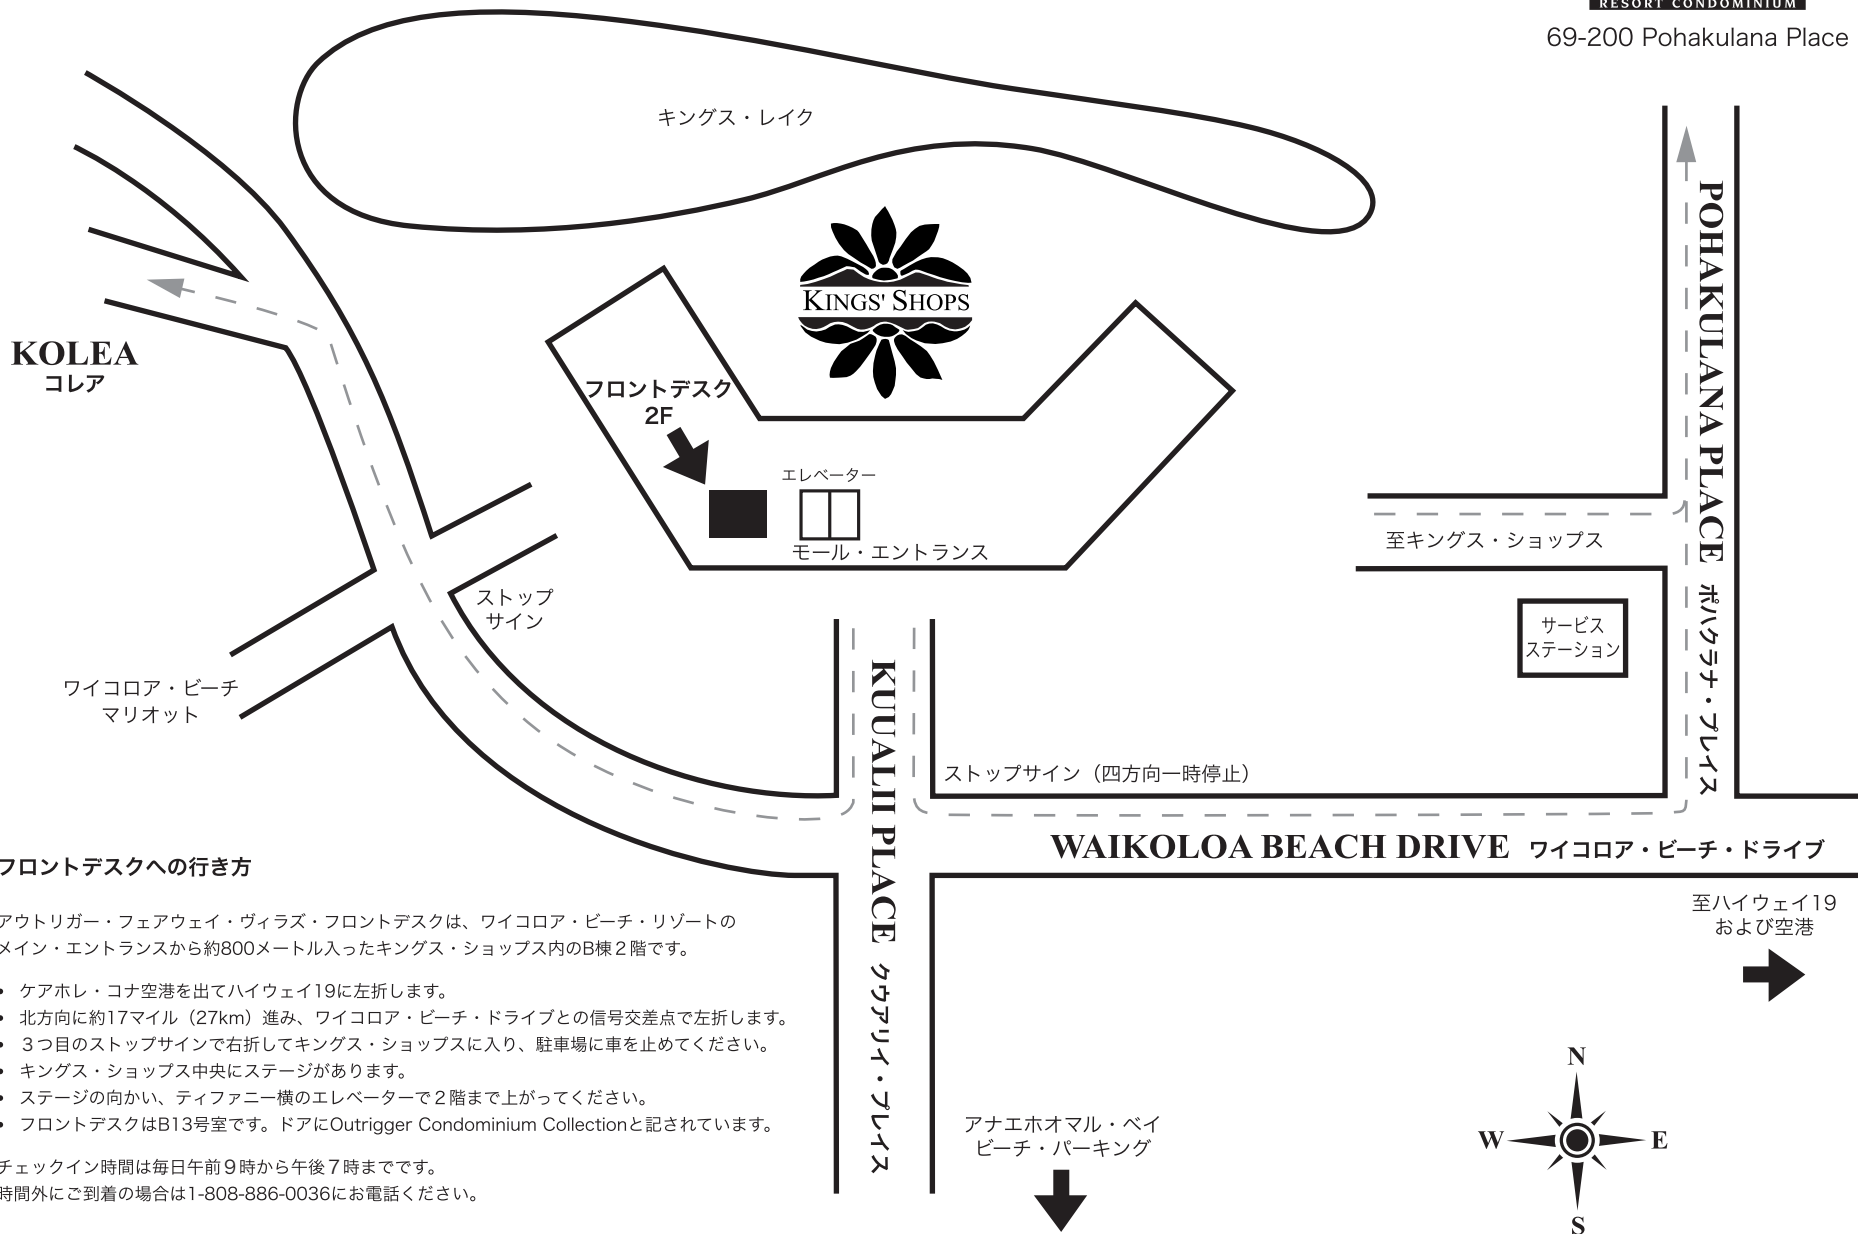 RESORT CONDOMINIUM
69-200 Pohakulana Place
キングス・レイク
KINGS' SHOPS
KOLEA
コレア
フロントデスク
2F
エレベーター
モール・エントランス
POHAKULANA PLACE ポハクラナ・プレイス
至キングス・ショップス
サービス
ステーション
ストップ
サイン
ワイコロア・ビーチ
マリオット
KUUALII PLACE クウアリイ・プレイス
ストップサイン（四方向一時停止）
WAIKOLOA BEACH DRIVE ワイコロア・ビーチ・ドライブ
至ハイウェイ19
および空港
フロントデスクへの行き方
アウトリガー・フェアウェイ・ヴィラズ・フロントデスクは、ワイコロア・ビーチ・リゾートの
メイン・エントランスから約800メートル入ったキングス・ショップス内のB棟２階です。
• ケアホレ・コナ空港を出てハイウェイ19に左折します。
• 北方向に約17マイル（27km）進み、ワイコロア・ビーチ・ドライブとの信号交差点で左折します。
• ３つ目のストップサインで右折してキングス・ショップスに入り、駐車場に車を止めてください。
• キングス・ショップス中央にステージがあります。
• ステージの向かい、ティファニー横のエレベーターで２階まで上がってください。
• フロントデスクはB13号室です。ドアにOutrigger Condominium Collectionと記されています。
チェックイン時間は毎日午前９時から午後７時までです。
時間外にご到着の場合は1-808-886-0036にお電話ください。
アナエホオマル・ベイ
ビーチ・パーキング
N
W E
S